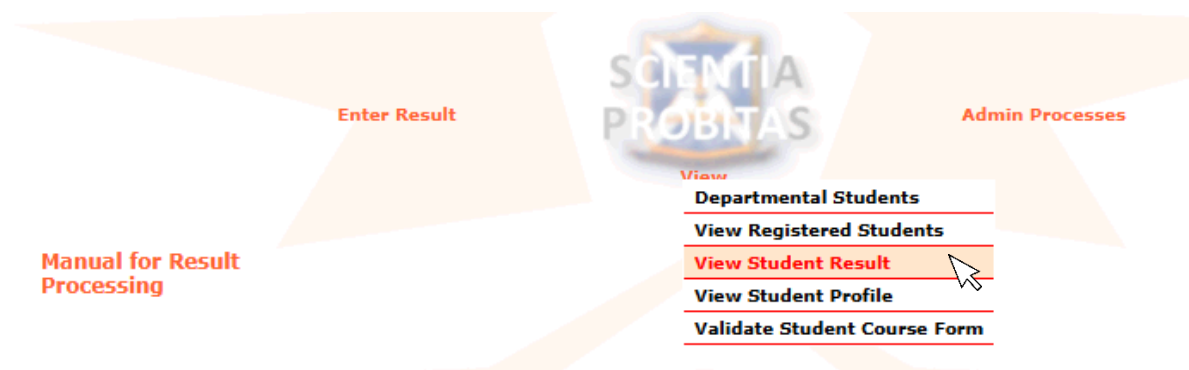 SCIENTIA
PROBITAS
Enter Result
Admin Processes
View
Departmental Students
View Registered Students
View Student Result
View Student Profile
Validate Student Course Form
Manual for Result
Processing